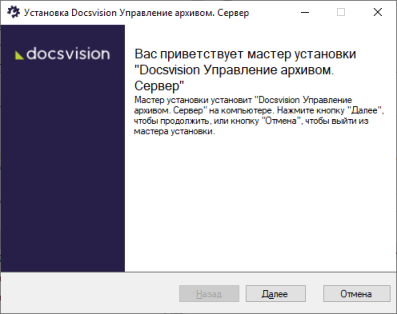 Установка Docsvision Управление архивом. Сервер
docsvision
Вас приветствует мастер установки
"Docsvision Управление архивом.
Сервер"
Мастер установки установит "Docsvision Управление
архивом. Сервер" на компьютере. Нажмите кнопку "Далее",
чтобы продолжить, или кнопку "Отмена", чтобы выйти из
мастера установки.
Назад Далее Отмена